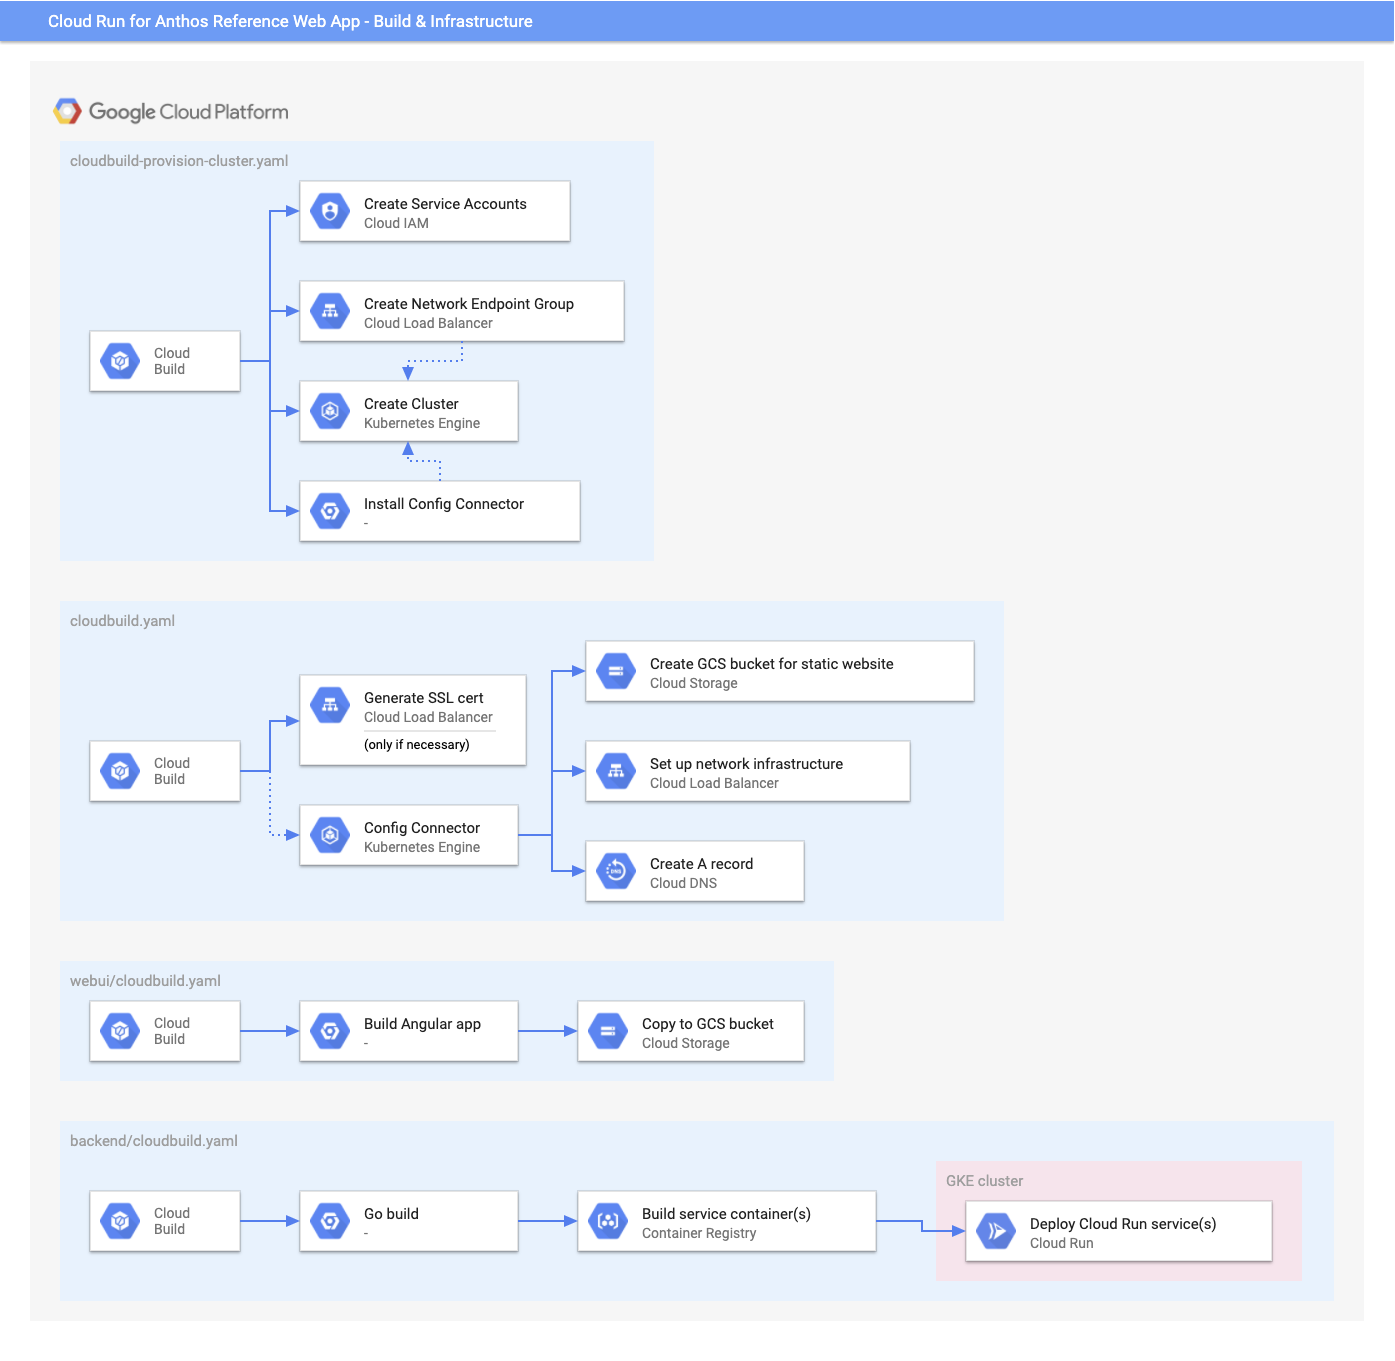 Cloud Run for Anthos Reference Web App - Build & Infrastructure
Google Cloud Platform
cloudbuild-provision-cluster.yaml
Create Service Accounts
Cloud IAM
Create Network Endpoint Group
Cloud Load Balancer
Cloud
Build
Create Cluster
Kubernetes Engine
Install Config Connector
-
cloudbuild.yaml
Create GCS bucket for static website
Cloud Storage
Generate SSL cert
Cloud Load Balancer
(only if necessary)
Cloud
Build
Set up network infrastructure
Cloud Load Balancer
Config Connector
Kubernetes Engine
Create A record
Cloud DNS
webui/cloudbuild.yaml
Cloud
Build
Build Angular app
-
Copy to GCS bucket
Cloud Storage
backend/cloudbuild.yaml
Cloud
Build
Go build
-
Build service container(s)
Container Registry
GKE cluster
Deploy Cloud Run service(s)
Cloud Run